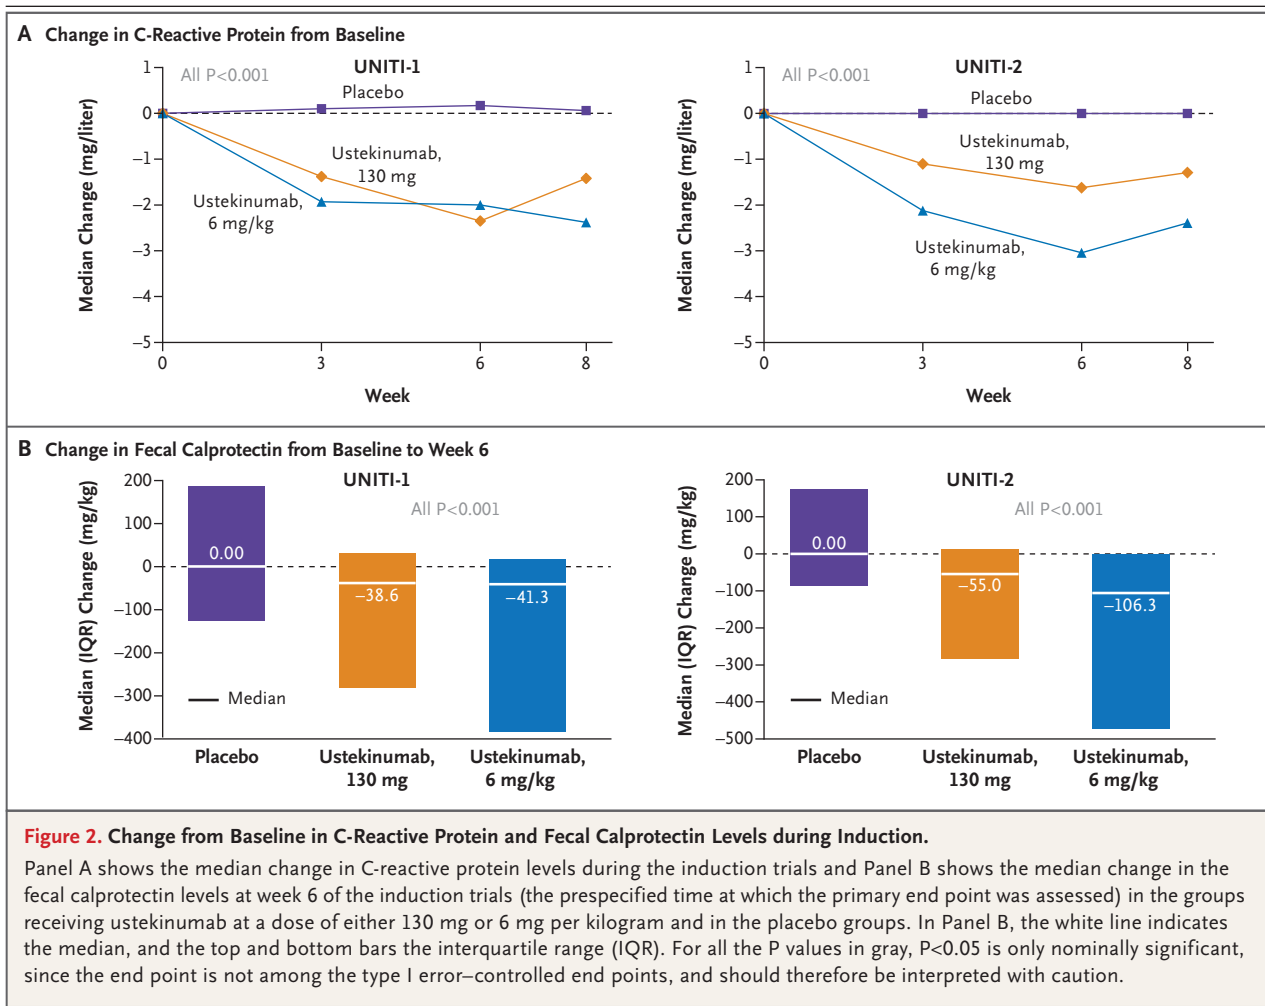 A Change in C-Reactive Protein from Baseline
UNITI-1
All P<0.001
Median Change (mg/liter)
1
0
−1
−2
−3
−4
−5
Placebo
Ustekinumab,
130 mg
Ustekinumab,
6 mg/kg
0 3 6 8
Week
UNITI-2
All P<0.001
Median Change (mg/liter)
1
0
−1
−2
−3
−4
−5
Placebo
Ustekinumab,
130 mg
Ustekinumab,
6 mg/kg
0 3 6 8
Week
B Change in Fecal Calprotectin from Baseline to Week 6
UNITI-1
All P<0.001
Median (IQR) Change (mg/kg)
200
100
0
−100
−200
−300
−400
0.00
−38.6
−41.3
Median
Placebo
Ustekinumab,
130 mg
Ustekinumab,
6 mg/kg
UNITI-2
All P<0.001
Median (IQR) Change (mg/kg)
200
100
0
−100
−200
−300
−400
−500
0.00
−55.0
−106.3
Median
Placebo
Ustekinumab,
130 mg
Ustekinumab,
6 mg/kg
Figure 2. Change from Baseline in C-Reactive Protein and Fecal Calprotectin Levels during Induction.
Panel A shows the median change in C-reactive protein levels during the induction trials and Panel B shows the median change in the
fecal calprotectin levels at week 6 of the induction trials (the prespecified time at which the primary end point was assessed) in the groups
receiving ustekinumab at a dose of either 130 mg or 6 mg per kilogram and in the placebo groups. In Panel B, the white line indicates
the median, and the top and bottom bars the interquartile range (IQR). For all the P values in gray, P<0.05 is only nominally significant,
since the end point is not among the type I error–controlled end points, and should therefore be interpreted with caution.